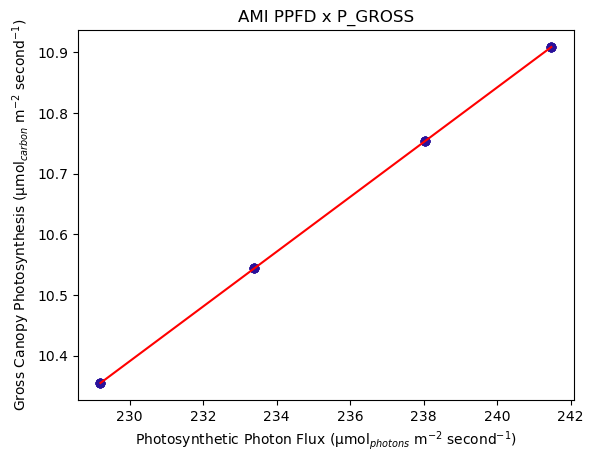 AMI PPFD x P_GROSS
Gross Canopy Photosynthesis (μmol_carbon m⁻² second⁻¹)
10.9
10.8
10.7
10.6
10.5
10.4
230 232 234 236 238 240 242
Photosynthetic Photon Flux (μmol_photons m⁻² second⁻¹)